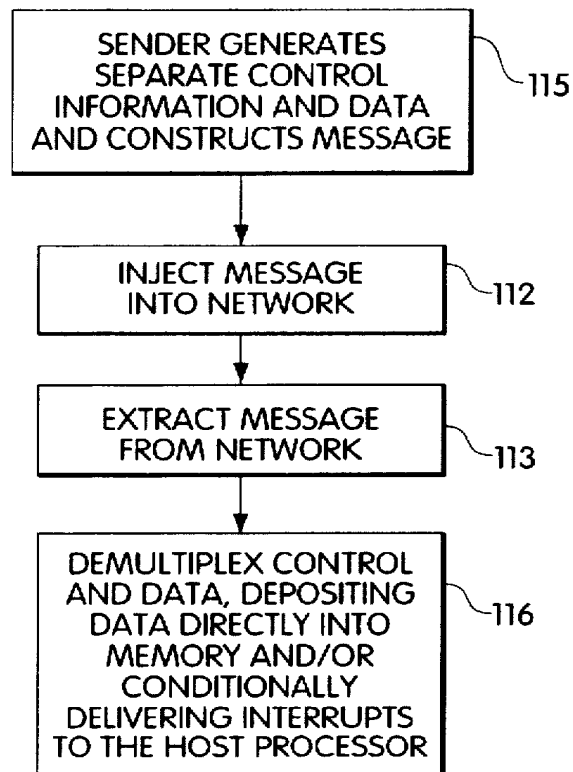 SENDER GENERATES
SEPARATE CONTROL
INFORMATION AND DATA
AND CONSTRUCTS MESSAGE
115
INJECT MESSAGE
INTO NETWORK
112
EXTRACT MESSAGE
FROM NETWORK
113
DEMULTIPLEX CONTROL
AND DATA, DEPOSITING
DATA DIRECTLY INTO
MEMORY AND/OR
CONDITIONALLY
DELIVERING INTERRUPTS
TO THE HOST PROCESSOR
116